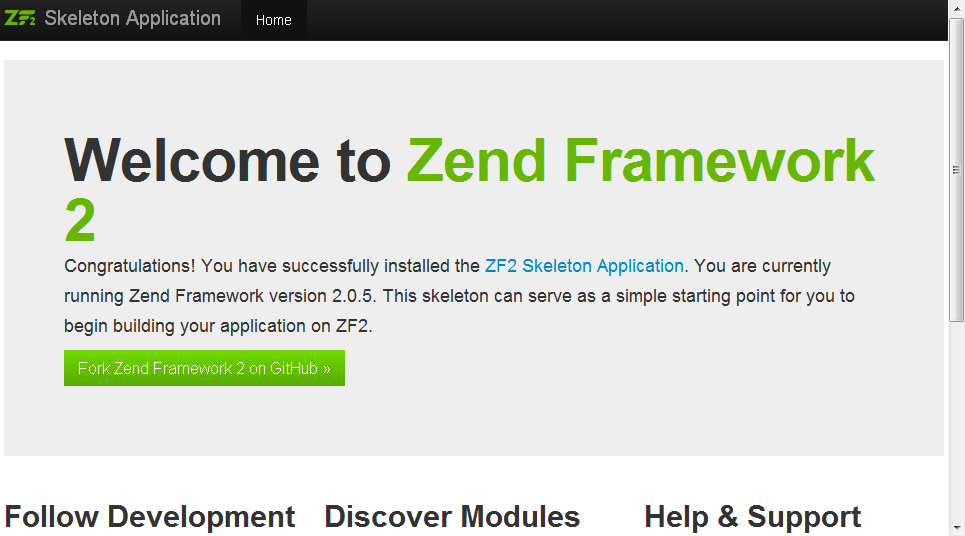 ZF2 Skeleton Application Home
Welcome to Zend Framework
2
Congratulations! You have successfully installed the ZF2 Skeleton Application. You are currently
running Zend Framework version 2.0.5. This skeleton can serve as a simple starting point for you to
begin building your application on ZF2.
Fork Zend Framework 2 on GitHub »
Follow Development Discover Modules Help & Support